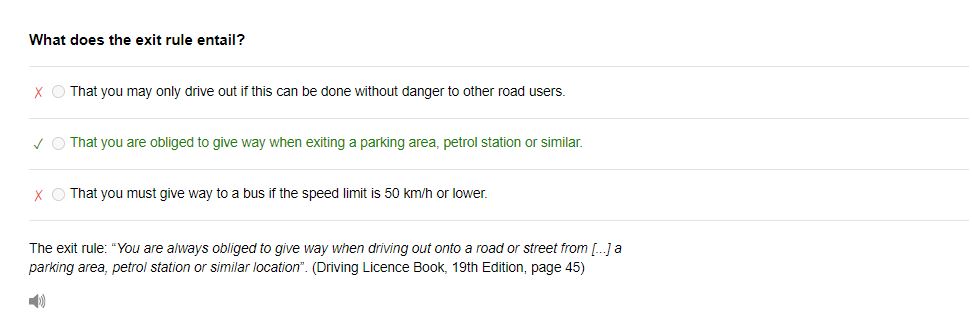 What does the exit rule entail?
✗ That you may only drive out if this can be done without danger to other road users.
✓ That you are obliged to give way when exiting a parking area, petrol station or similar.
✗ That you must give way to a bus if the speed limit is 50 km/h or lower.
The exit rule: “You are always obliged to give way when driving out onto a road or street from [...] a
parking area, petrol station or similar location”. (Driving Licence Book, 19th Edition, page 45)